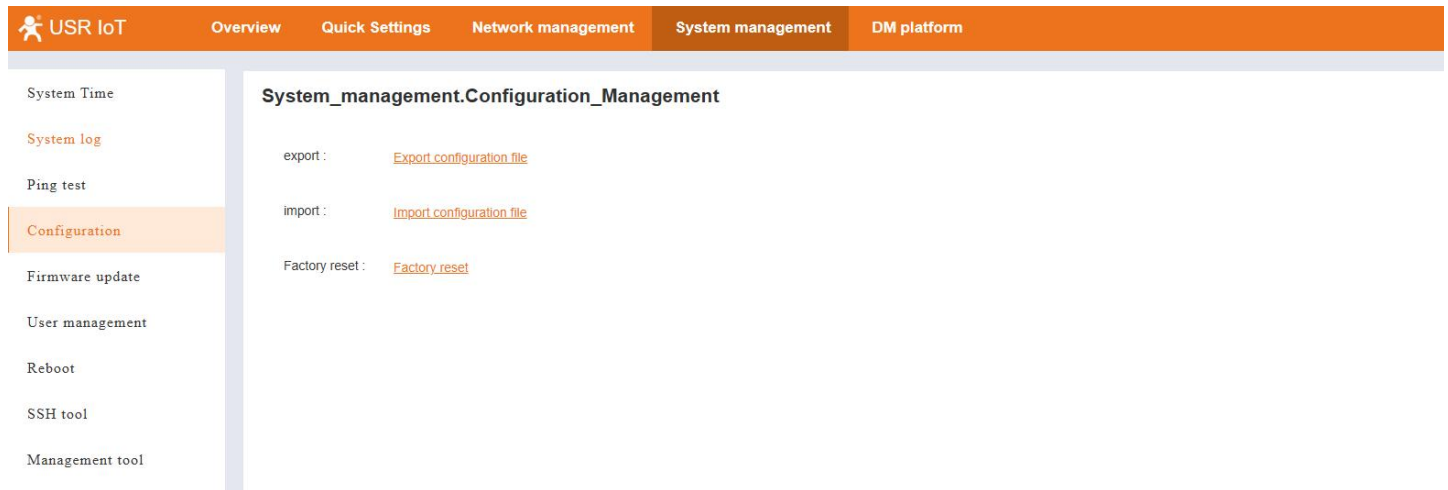 USR IoT Overview Quick Settings Network management System management DM platform
System Time
System_management.Configuration_Management
System log
export : Export configuration file
Ping test
import : Import configuration file
Configuration
Factory reset : Factory reset
Firmware update
User management
Reboot
SSH tool
Management tool